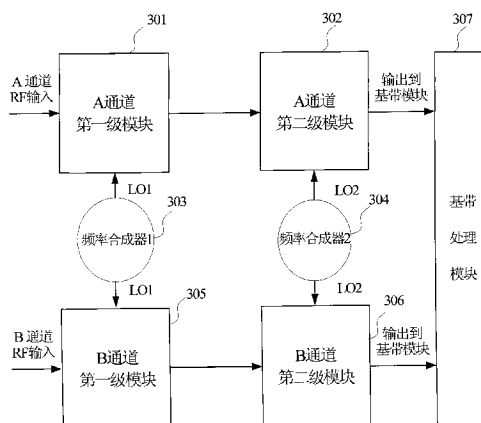 301
302
307
A通道
RF输入
A通道
第一级模块
A通道
第二级模块
输出到
基带模块
LO1
303
LO2
304
频率合成器1
频率合成器2
基带
处理
模块
LO1
305
LO2
306
B通道
RF输入
B通道
第一级模块
B通道
第二级模块
输出到
基带模块